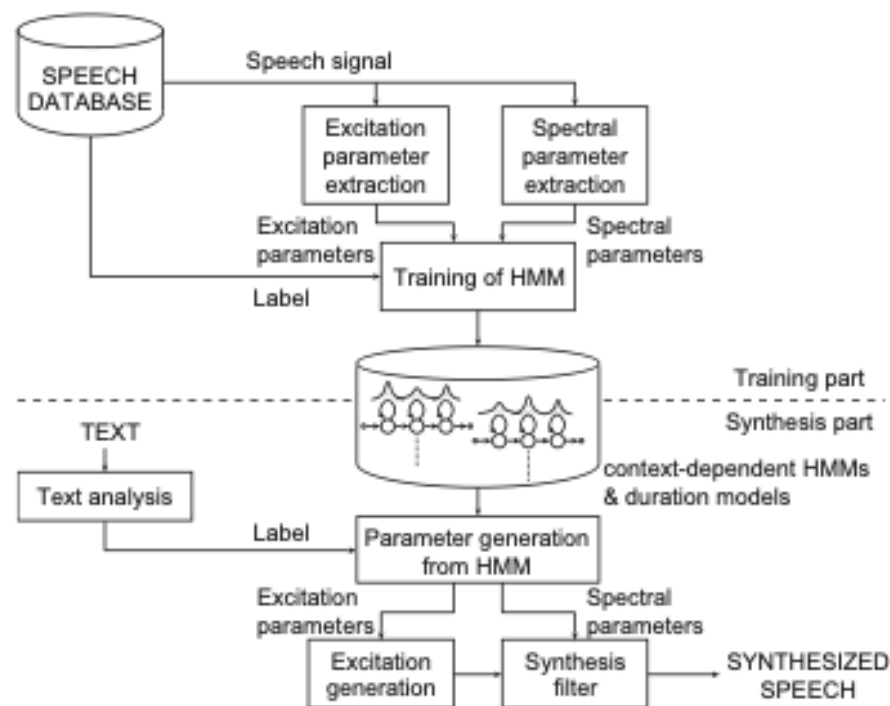 Speech signal
SPEECH
DATABASE
Excitation
parameter
extraction
Spectral
parameter
extraction
Excitation
parameters
Spectral
parameters
Training of HMM
Label
Training part
Synthesis part
TEXT
context-dependent HMMs
& duration models
Text analysis
Label
Parameter generation
from HMM
Excitation
parameters
Spectral
parameters
Excitation
generation
Synthesis
filter
SYNTHESIZED
SPEECH